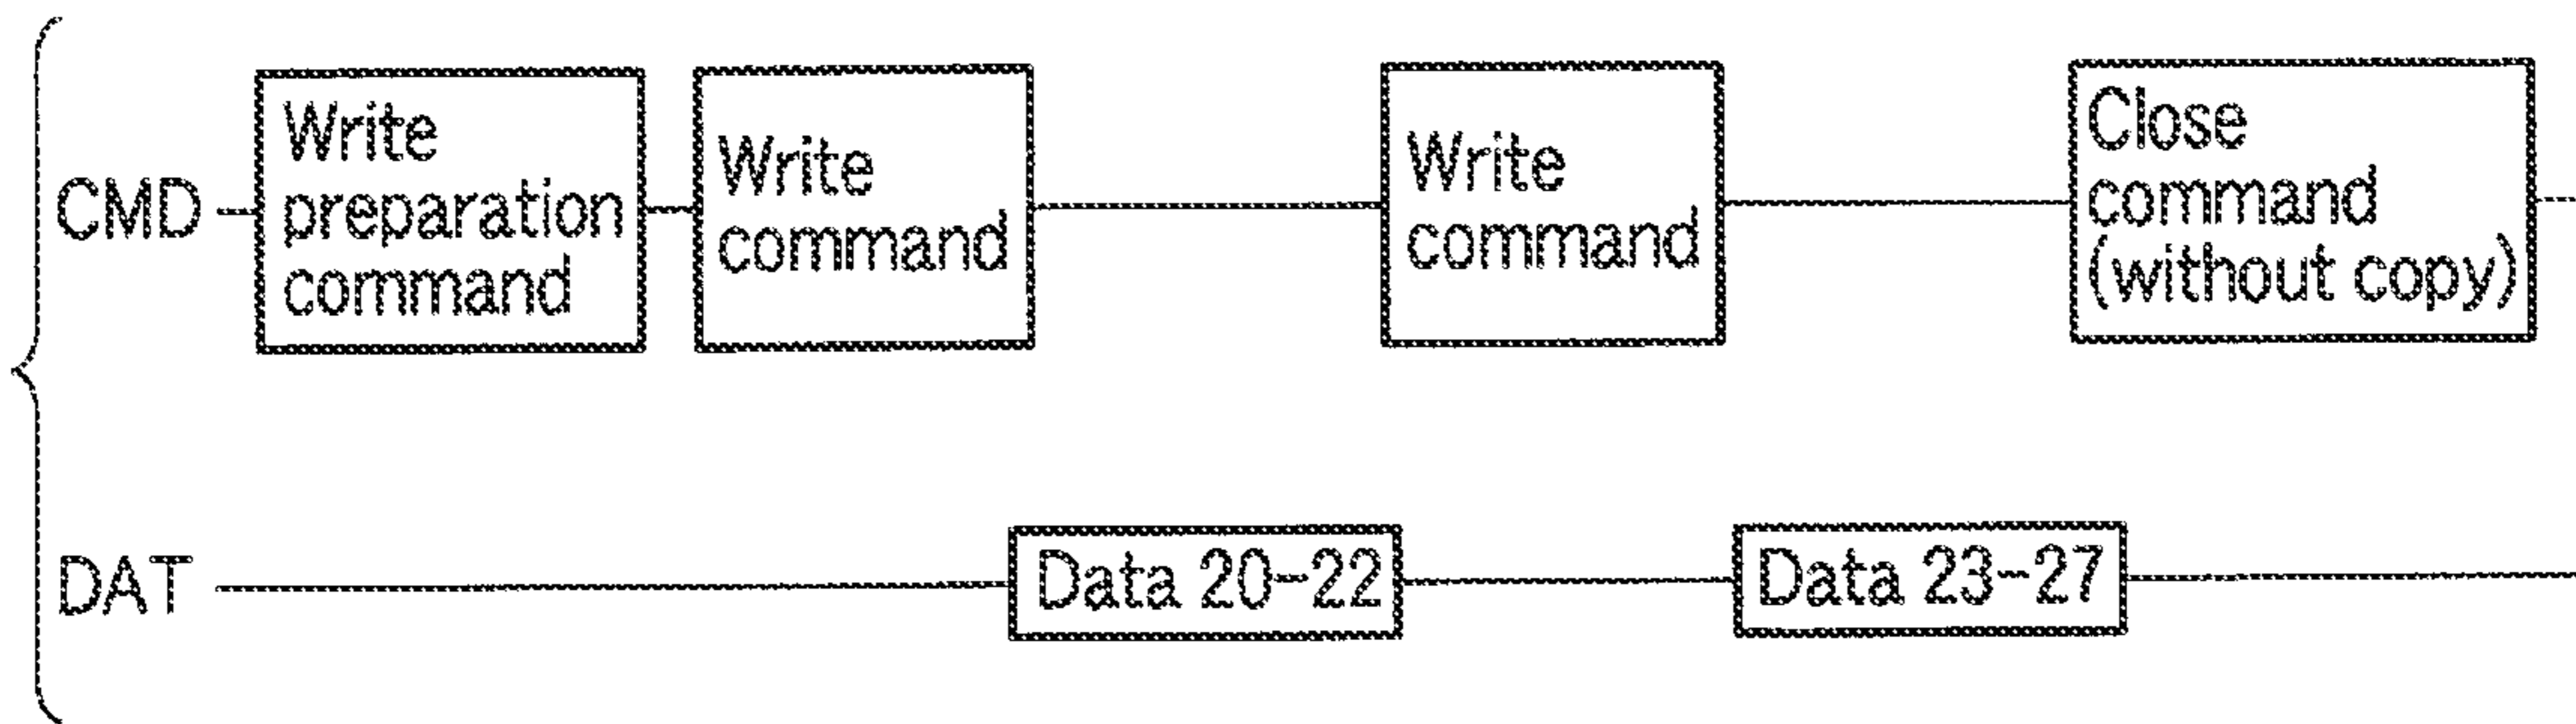 CMD
Write
preparation
command
Write
command
Write
command
Close
command
(without copy)
DAT
Data 20-22
Data 23-27